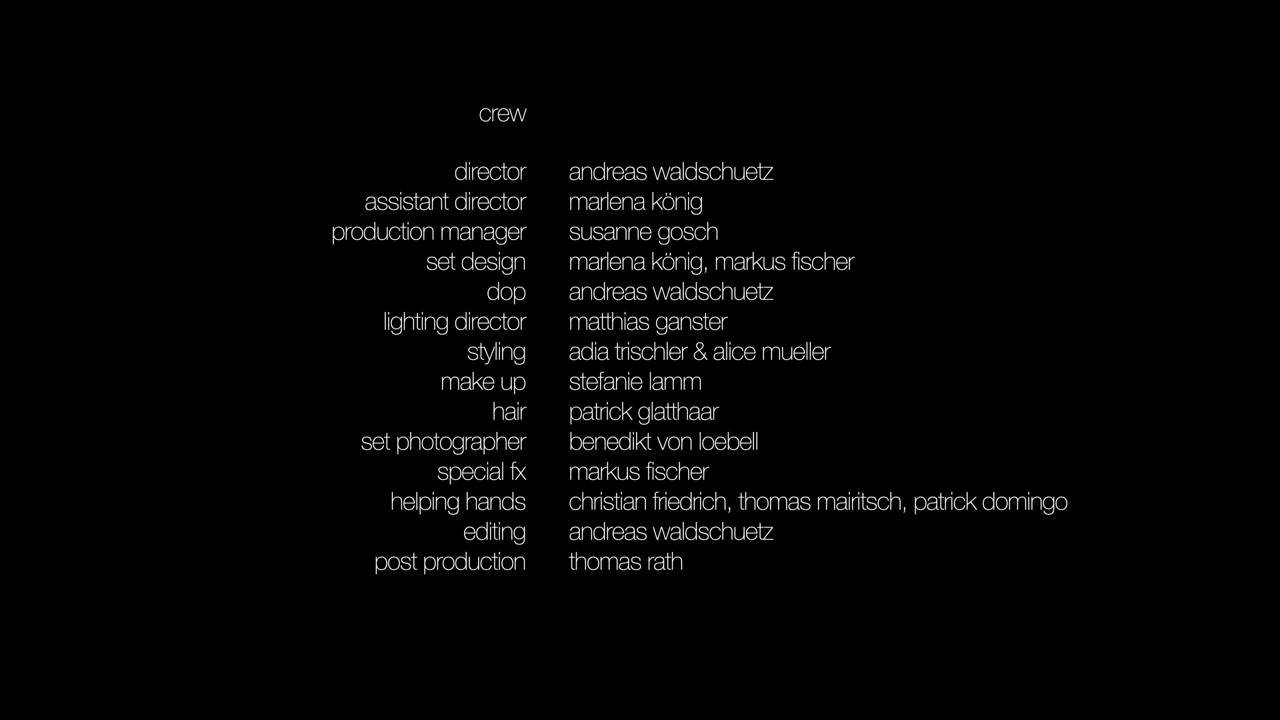 crew
director andreas waldschuetz
assistant director marlena könig
production manager susanne gosch
set design marlena könig, markus fischer
dop andreas waldschuetz
lighting director matthias ganster
styling adia trischler & alice mueller
make up stefanie lamm
hair patrick glatthaar
set photographer benedikt von loebell
special fx markus fischer
helping hands christian friedrich, thomas mairitsch, patrick domingo
editing andreas waldschuetz
post production thomas rath